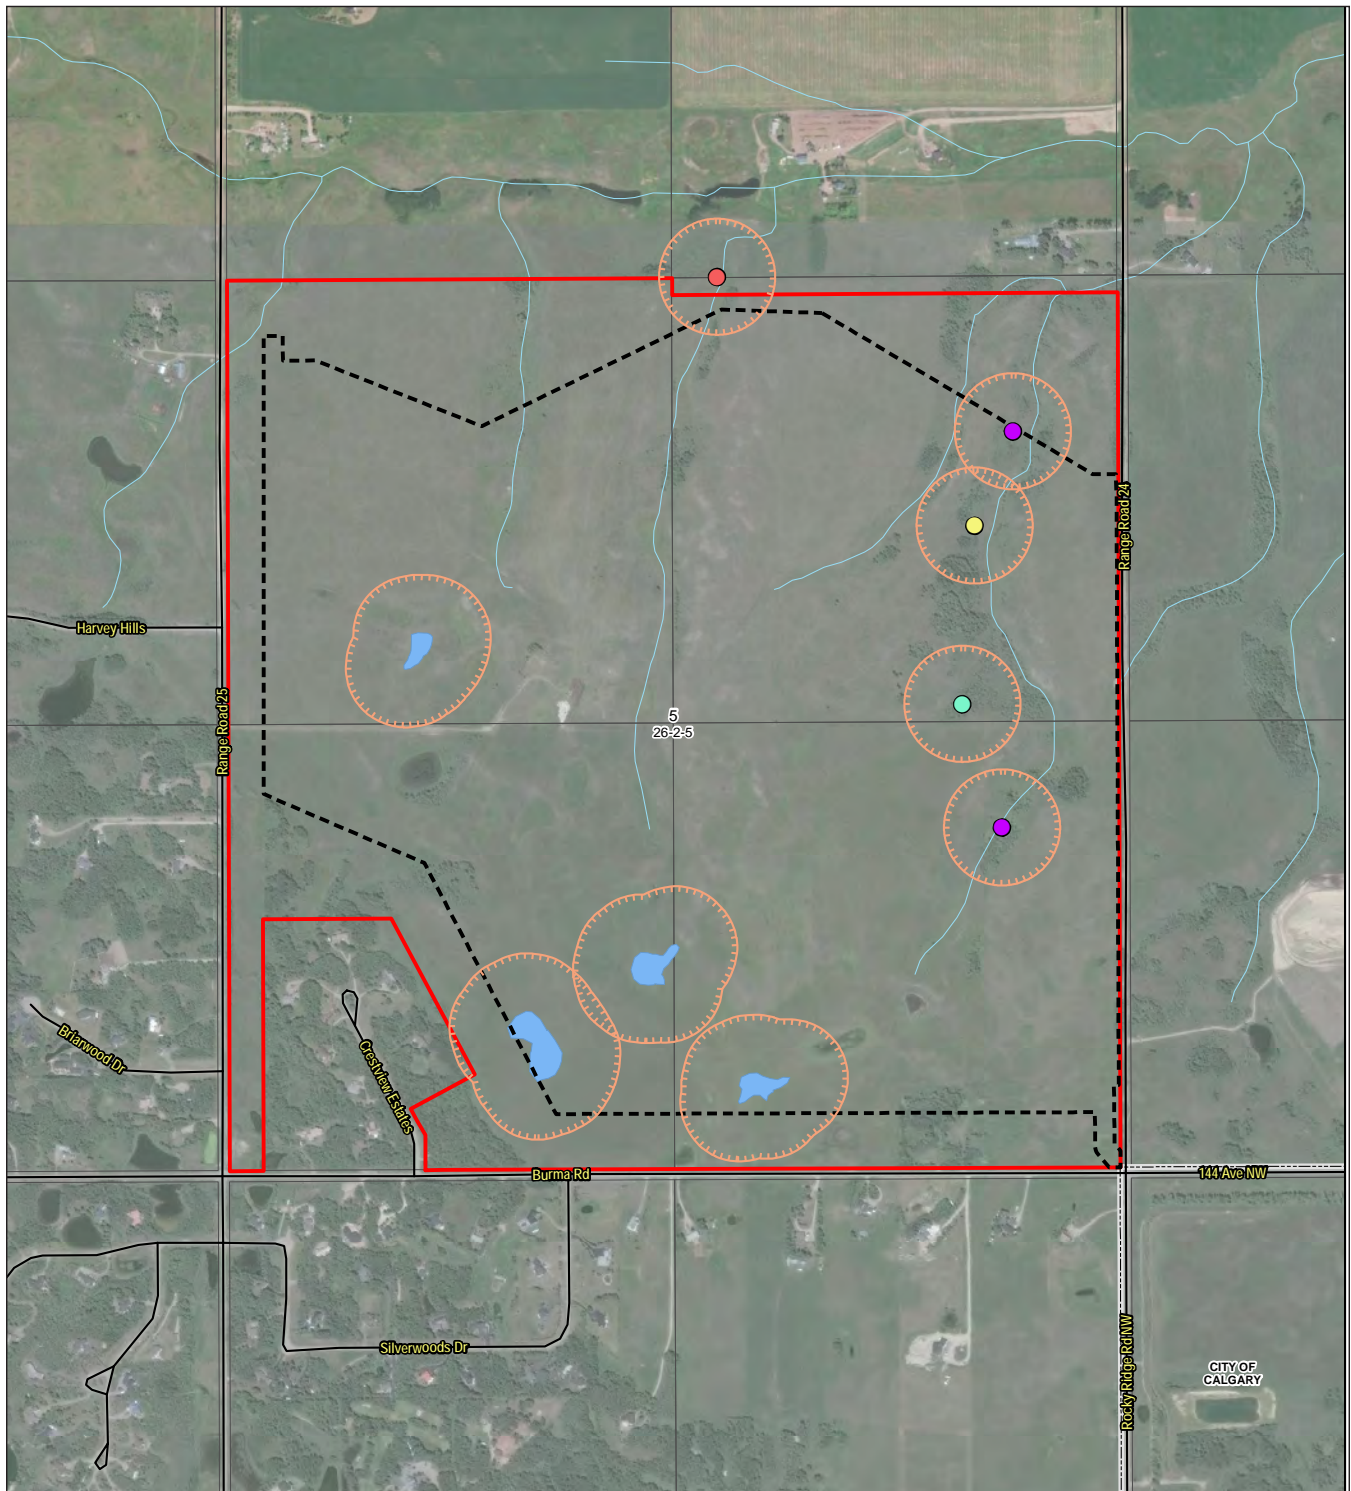 Range Road 24
Harvey Hills
Range Road 25
5
26-2-5
Briarwood Dr
Crestview Estates
Burma Rd
144 Ave NW
Silverwoods Dr
Rocky Ridge Rd NW
CITY OF
CALGARY